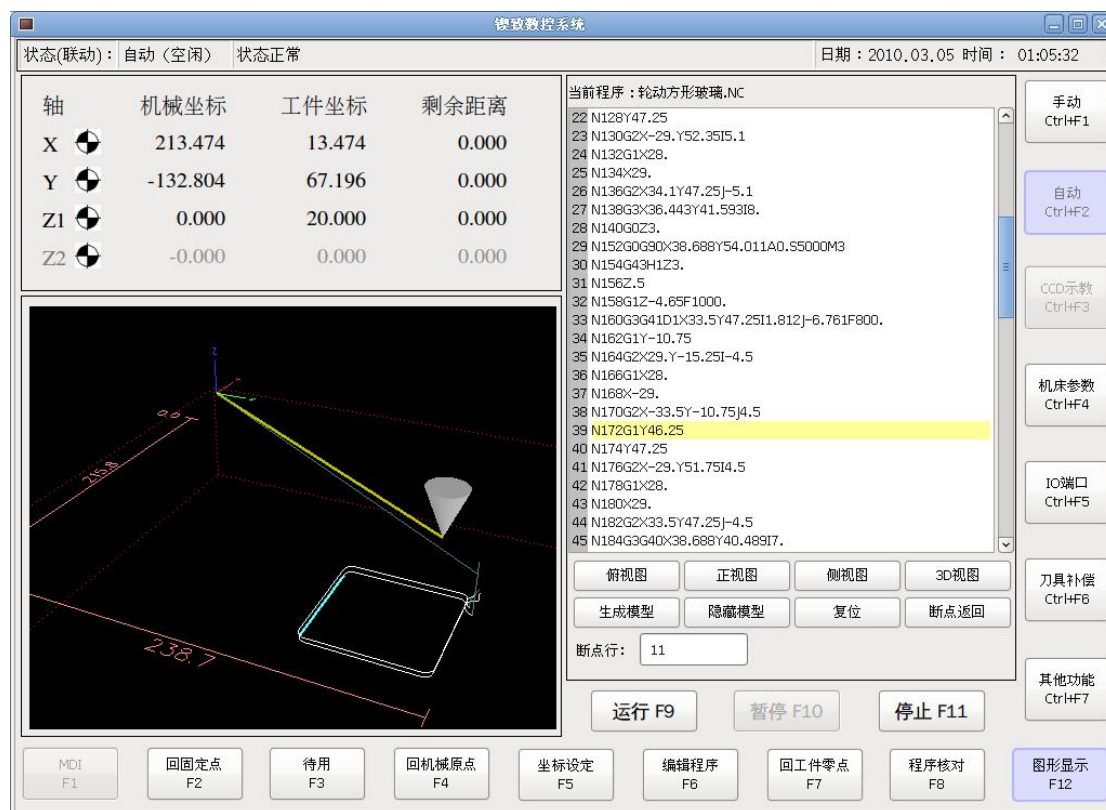 锲致数控系统
状态(联动)：自动（空闲） 状态正常 日期：2010.03.05 时间： 01:05:32
轴 机械坐标 工件坐标 剩余距离
X 213.474 13.474 0.000
Y -132.804 67.196 0.000
Z1 0.000 20.000 0.000
Z2 -0.000 0.000 0.000
Z
0.0
215.8
238.7
当前程序：轮动方形玻璃.NC
22 N128Y47.25
23 N130G2X-29.Y52.35I5.1
24 N132G1X28.
25 N134X29.
26 N136G2X34.1Y47.25J-5.1
27 N138G3X36.443Y41.593I8.
28 N140G0Z3.
29 N152G0G90X38.688Y54.011A0.S5000M3
30 N154G43H1Z3.
31 N156Z.5
32 N158G1Z-4.65F1000.
33 N160G3G41D1X33.5Y47.25I1.812J-6.761F800.
34 N162G1Y-10.75
35 N164G2X29.Y-15.25I-4.5
36 N166G1X28.
37 N168X-29.
38 N170G2X-33.5Y-10.75J4.5
39 N172G1Y46.25
40 N174Y47.25
41 N176G2X-29.Y51.75I4.5
42 N178G1X28.
43 N180X29.
44 N182G2X33.5Y47.25J-4.5
45 N184G3G40X38.688Y40.489I7.
俯视图 正视图 侧视图 3D视图
生成模型 隐藏模型 复位 断点返回
断点行： 11
运行 F9 暂停 F10 停止 F11
手动
Ctrl+F1
自动
Ctrl+F2
CCD示教
Ctrl+F3
机床参数
Ctrl+F4
IO端口
Ctrl+F5
刀具补偿
Ctrl+F6
其他功能
Ctrl+F7
MDI 回固定点 待用 回机械原点 坐标设定 编辑程序 回工件零点 程序核对 图形显示
F1 F2 F3 F4 F5 F6 F7 F8 F12